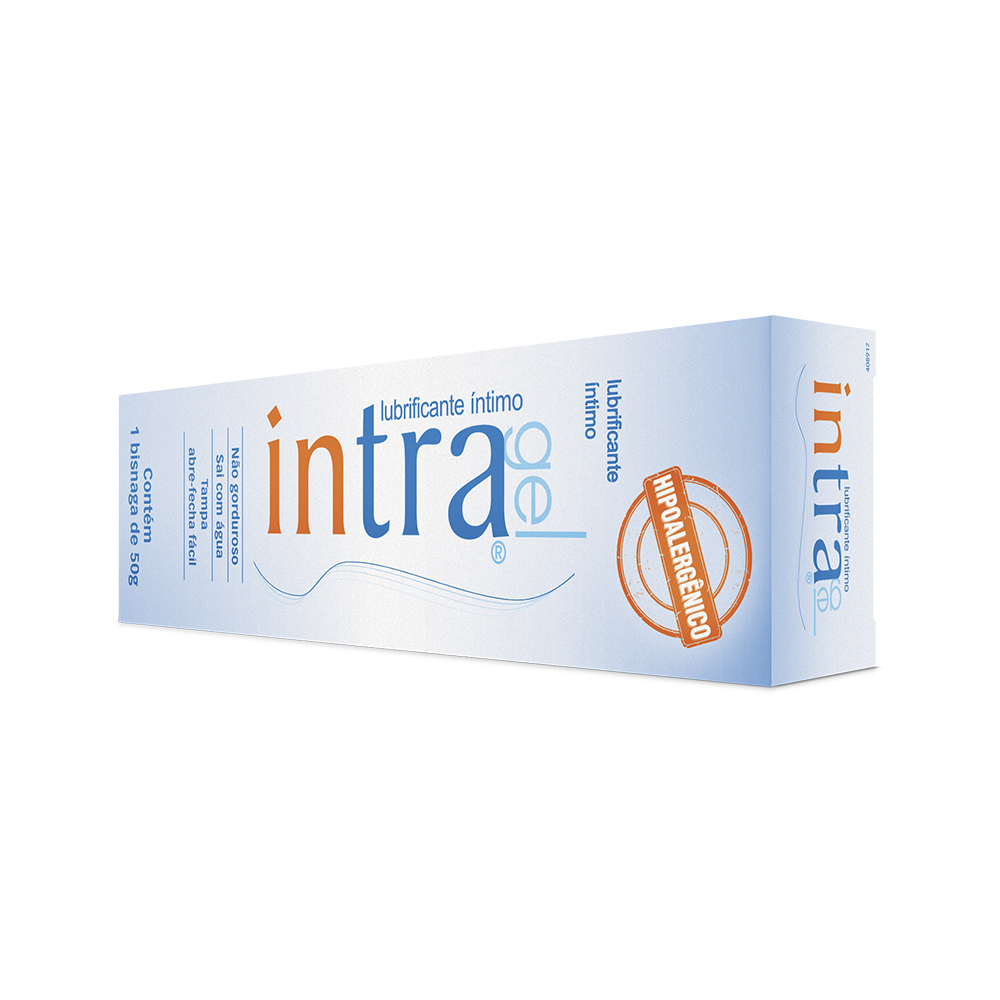 Contém
1 bisnaga de 50g
Não gorduroso
Sai com água
Tampa
abre-fecha fácil
lubrificante íntimo
intra
gel
®
lubrificante
íntimo
HIPOALERGÊNICO
intra
lubrificante íntimo
gel
®